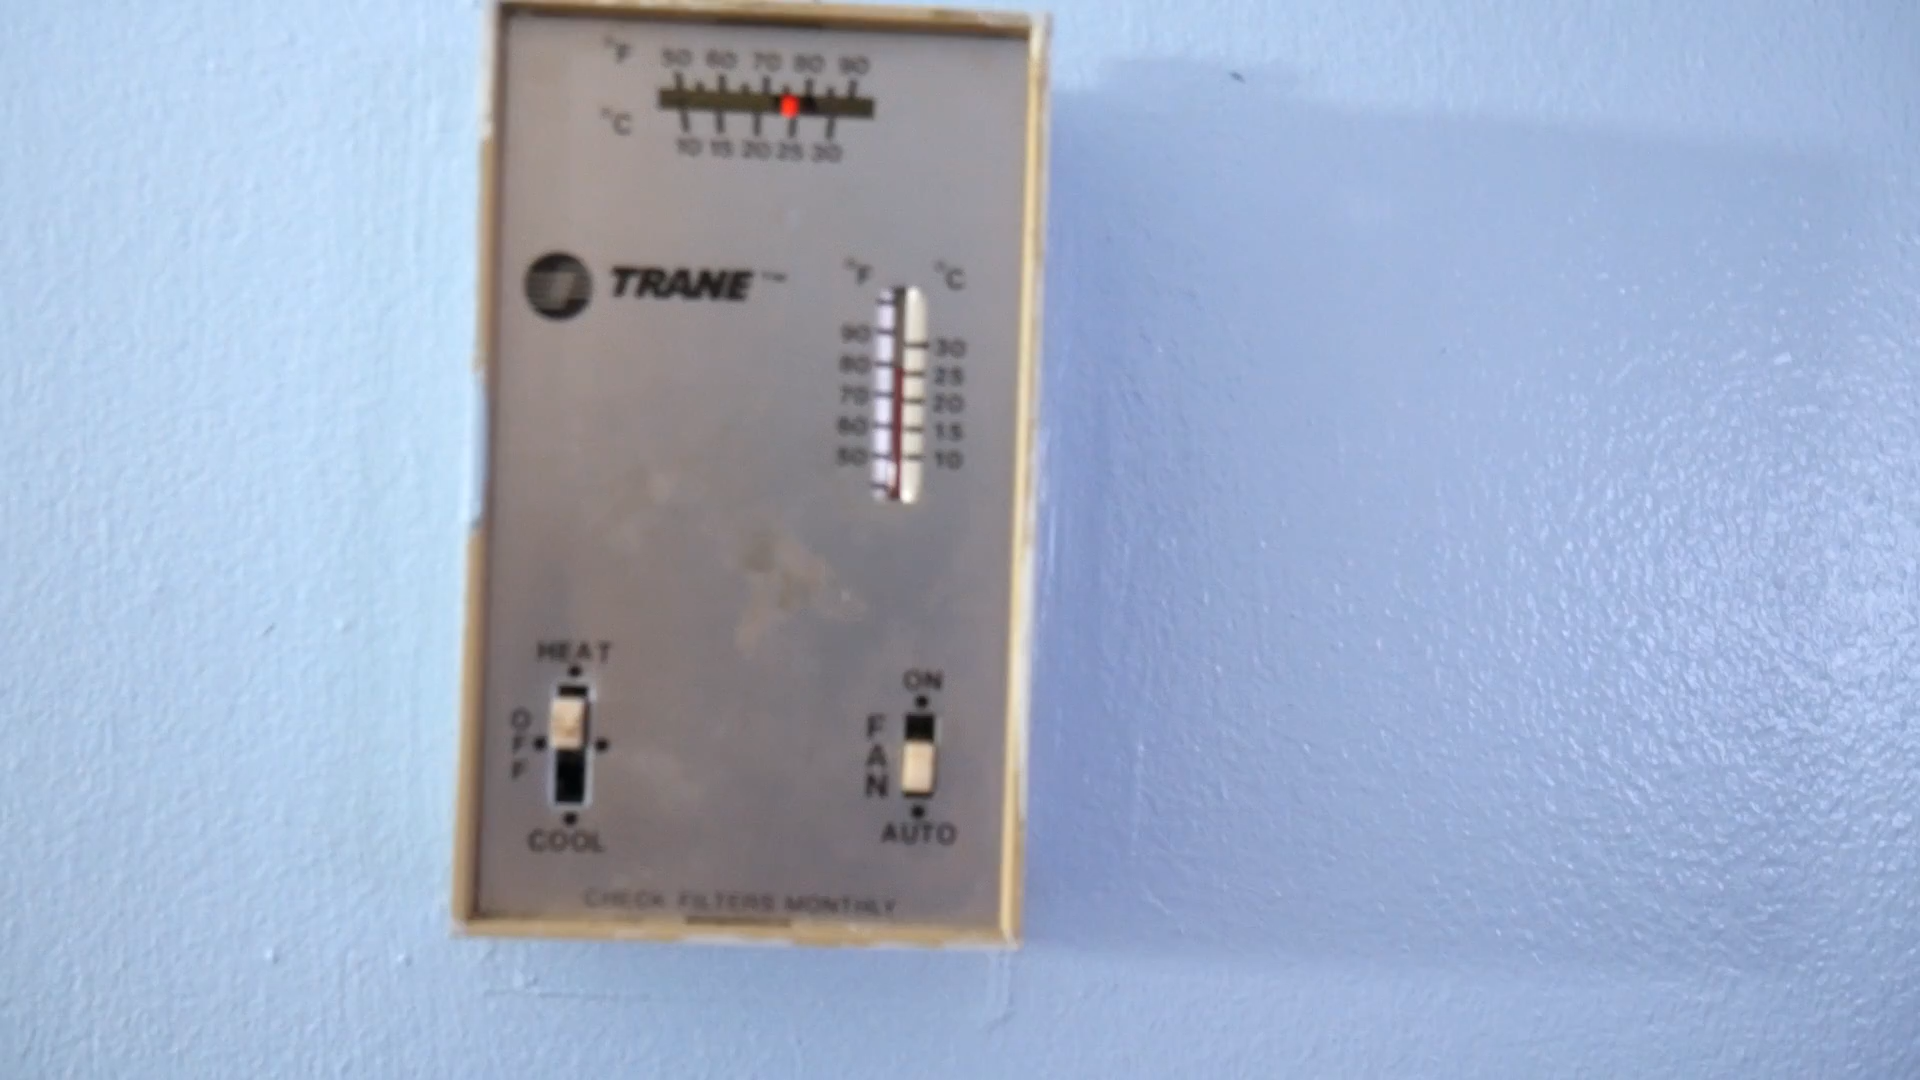 °F 50 60 70 80 90
°C 10 15 20 25 30
TRANE™
°F °C
90 30
80 25
70 20
60 15
50 10
HEAT
OFF
COOL
ON
FAN
AUTO
CHECK FILTERS MONTHLY